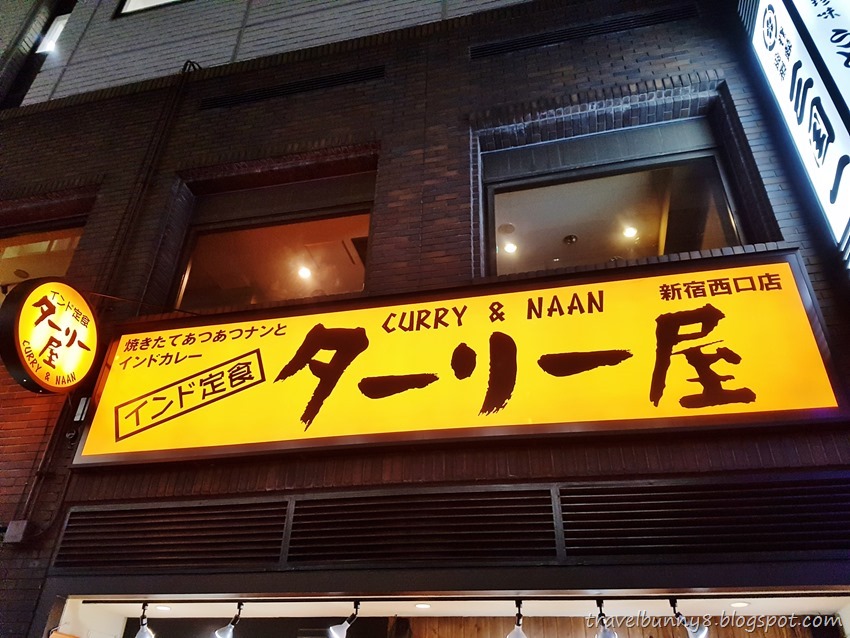 インド定食
ターリー
屋
CURRY & NAAN
焼きたてあつあつナンと
インドカレー
インド定食
CURRY & NAAN
ターリー屋
新宿西口店
travelbunny8.blogspot.com